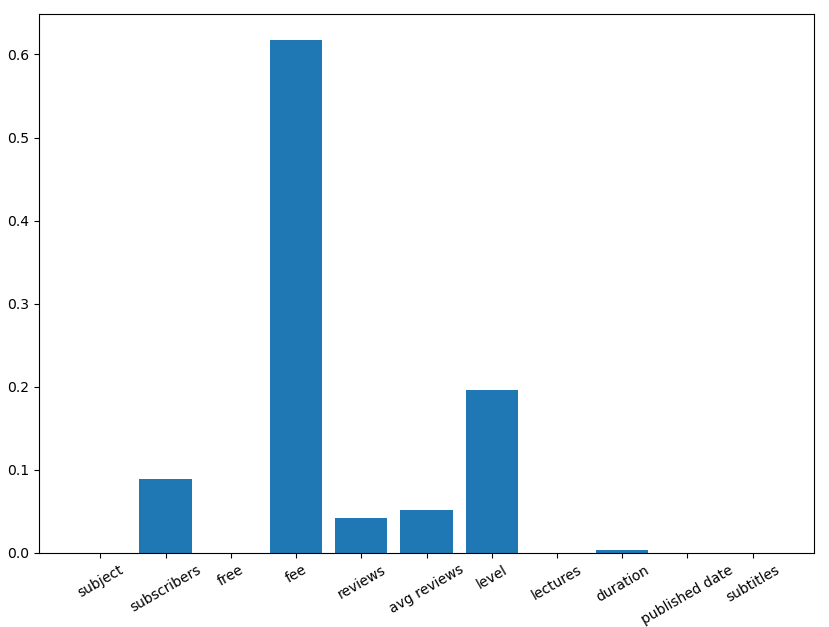 0.6
0.5
0.4
0.3
0.2
0.1
0.0
subject
subscribers
free
fee
reviews
avg reviews
level
lectures
duration
published date
subtitles